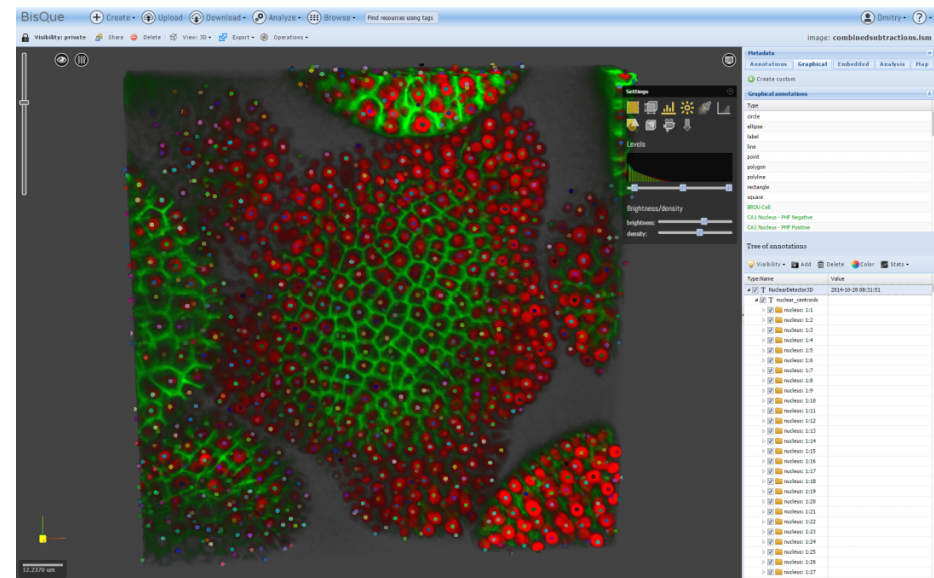 BisQue Create Upload Download Analyze Browse Find resources using tags Dmitry ?
Visibility: private Share Delete View: 3D Export Operations image: combinedsubtractions.lsm
Metadata
Annotations Graphical Embedded Analysis Map
Create custom
Graphical annotations
Type
circle
ellipse
label
line
point
polygon
polyline
rectangle
square
BRDU Call
CA1 Nucleus - PHF Negative
CA1 Nucleus - PHF Positive
Settings
Levels
Brightness/density
brightness:
density:
Tree of annotations
Visibility Add Delete Color Stats
Type:Name Value
NuclearDetector3D
nuclear_centroids
nucleus: 1:1
nucleus: 1:2
nucleus: 1:3
nucleus: 1:4
nucleus: 1:5
nucleus: 1:6
nucleus: 1:7
nucleus: 1:8
nucleus: 1:9
nucleus: 1:10
nucleus: 1:11
nucleus: 1:12
nucleus: 1:13
nucleus: 1:14
nucleus: 1:15
nucleus: 1:16
nucleus: 1:17
nucleus: 1:18
nucleus: 1:19
nucleus: 1:20
nucleus: 1:21
nucleus: 1:22
nucleus: 1:23
nucleus: 1:24
nucleus: 1:25
nucleus: 1:26
nucleus: 1:27
12.2370 um